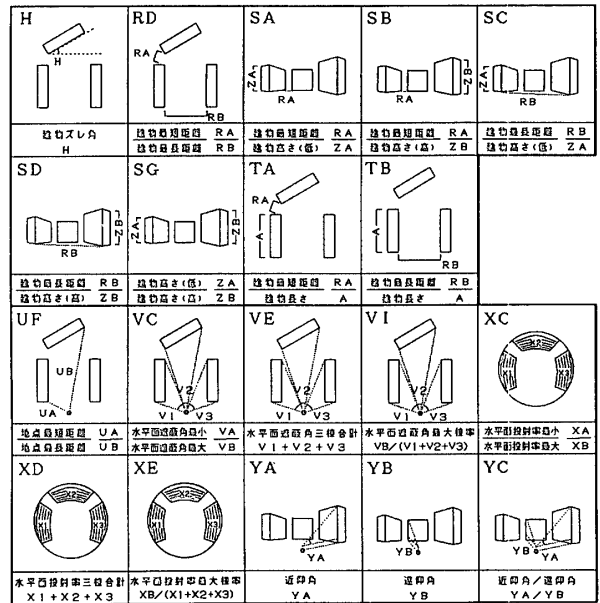 H RD SA SB SC
H RA RB ZA RA RA ZB ZA RB
建物ズレ角 建物最短距離 RA 建物最短距離 RA 建物最短距離 RA 建物最長距離 RB
H 建物最長距離 RB 建物高さ(低) ZA 建物高さ(高) ZB 建物高さ(低) ZA
SD SG TA TB
RB ZB ZA ZB RA A A RB
建物最長距離 RB 建物高さ(低) ZA 建物最短距離 RA 建物最長距離 RB
建物高さ(高) ZB 建物高さ(高) ZB 建物長さ A 建物長さ A
UF VC VE VI XC
UA UB V1 V2 V3 V1 V2 V3 V1 V2 V3 X1 X2 X3
地点最短距離 UA 水平面遮蔽角最小 VA 水平面遮蔽角三棟合計 水平面遮蔽角最大棟率 水平面投射率最小 XA
地点最長距離 UB 水平面遮蔽角最大 VB V1+V2+V3 VB/(V1+V2+V3) 水平面投射率最大 XB
XD XE YA YB YC
X1 X2 X3 X1 X2 X3 YA YB YB YA
水平面投射率三棟合計 水平面投射率最大棟率 近仰角 遠仰角 近仰角/遠仰角
X1+X2+X3 XB/(X1+X2+X3) YA YB YA/YB